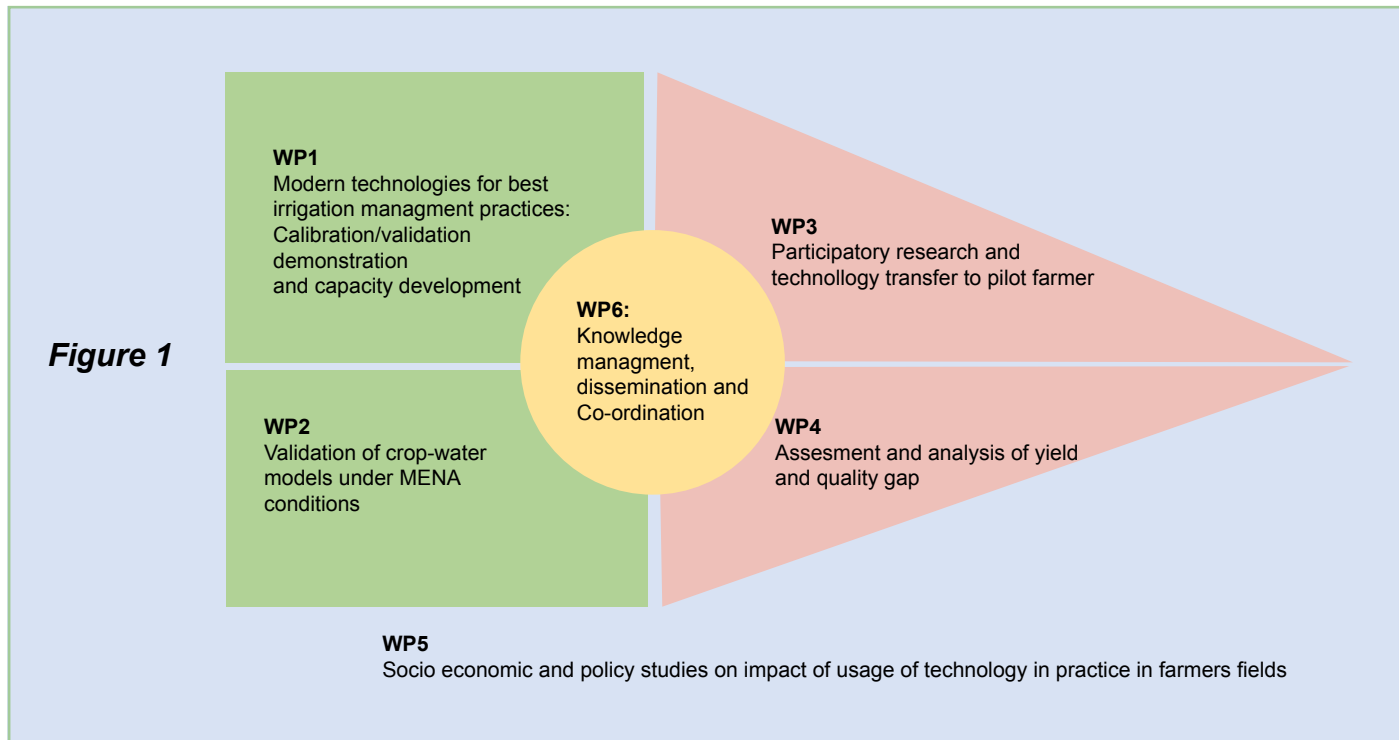 WP1
Modern technologies for best
irrigation managment practices:
Calibration/validation
demonstration
and capacity development
WP3
Participatory research and
technollogy transfer to pilot farmer
WP6:
Knowledge
managment,
dissemination and
Co-ordination
Figure 1
WP2
Validation of crop-water
models under MENA
conditions
WP4
Assesment and analysis of yield
and quality gap
WP5
Socio economic and policy studies on impact of usage of technology in practice in farmers fields